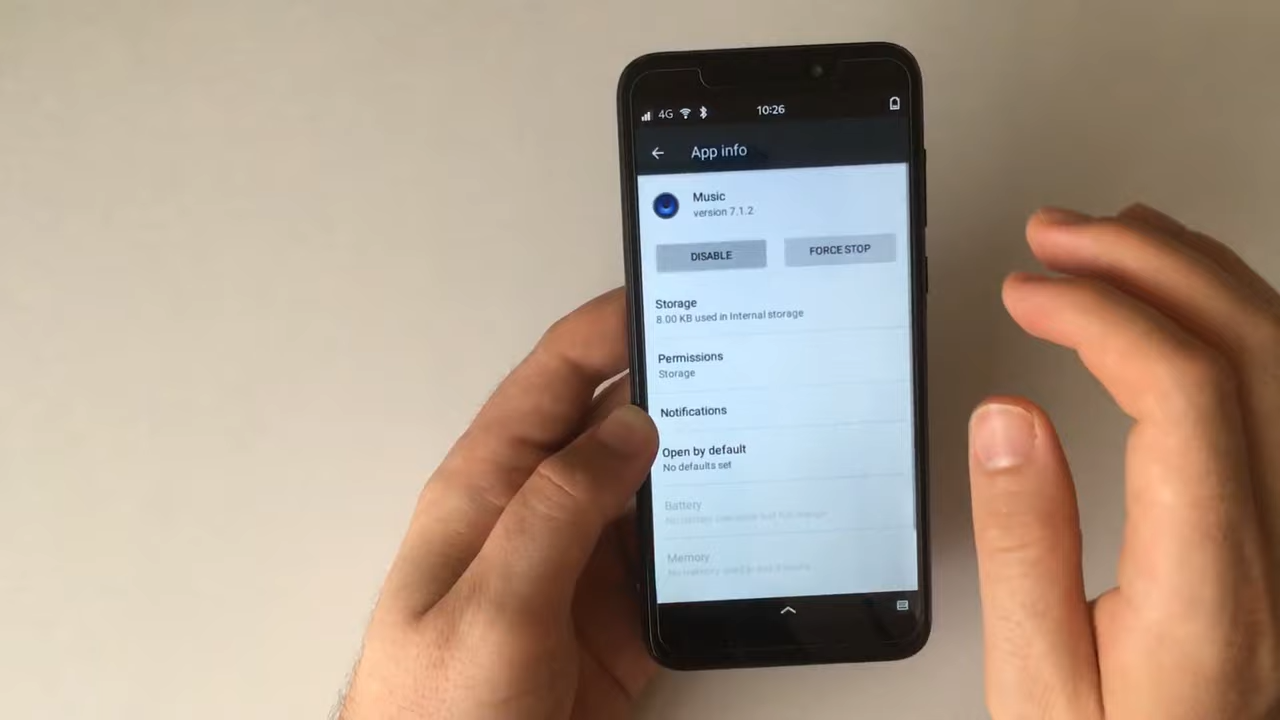 4G
10:26
App info
Music
version 7.1.2
DISABLE
FORCE STOP
Storage
8.00 KB used in Internal storage
Permissions
Storage
Notifications
Open by default
No defaults set
Battery
Memory